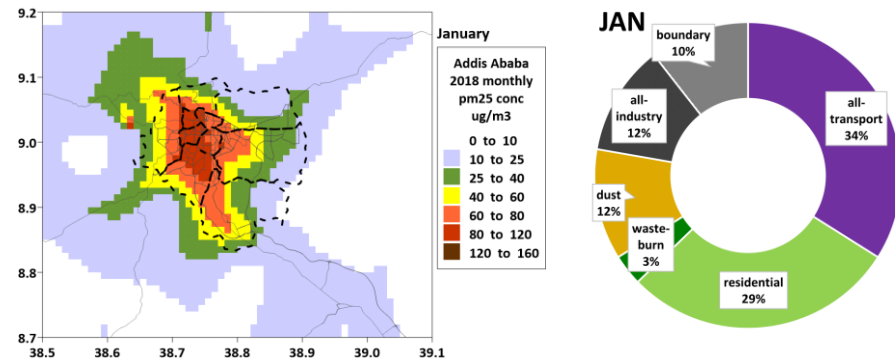 9.2
9.1
9.0
8.9
8.8
8.7
38.5
38.6
38.7
38.8
38.9
39.0
39.1
January
Addis Ababa
2018 monthly
pm25 conc
ug/m3
0 to 10
10 to 25
25 to 40
40 to 60
60 to 80
80 to 120
120 to 160
JAN
boundary
10%
all-
transport
34%
all-
industry
12%
dust
12%
waste-
burn
3%
residential
29%